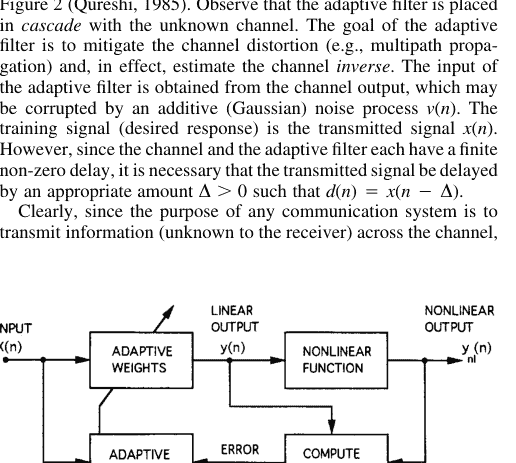 Figure 2 (Qureshi, 1985). Observe that the adaptive filter is placed
in cascade with the unknown channel. The goal of the adaptive
filter is to mitigate the channel distortion (e.g., multipath propa-
gation) and, in effect, estimate the channel inverse. The input of
the adaptive filter is obtained from the channel output, which may
be corrupted by an additive (Gaussian) noise process v(n). The
training signal (desired response) is the transmitted signal x(n).
However, since the channel and the adaptive filter each have a finite
non-zero delay, it is necessary that the transmitted signal be delayed
by an appropriate amount Δ > 0 such that d(n) = x(n − Δ).
Clearly, since the purpose of any communication system is to
transmit information (unknown to the receiver) across the channel,
NPUT
X(n)
ADAPTIVE
WEIGHTS
LINEAR
OUTPUT
y(n)
NONLINEAR
FUNCTION
NONLINEAR
OUTPUT
y (n)
nl
ADAPTIVE
ERROR
COMPUTE